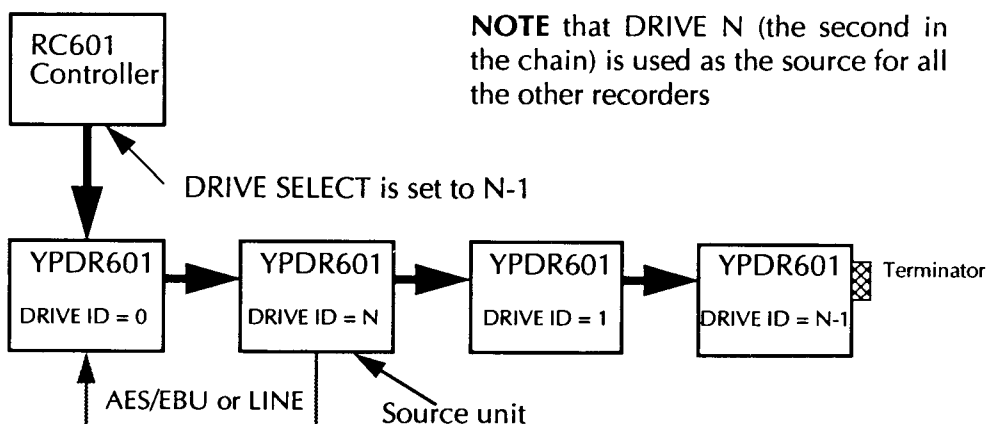 RC601
Controller
NOTE that DRIVE N (the second in
the chain) is used as the source for all
the other recorders
DRIVE SELECT is set to N-1
YPDR601
DRIVE ID = 0
YPDR601
DRIVE ID = N
YPDR601
DRIVE ID = 1
YPDR601
DRIVE ID = N-1
Terminator
AES/EBU or LINE
Source unit